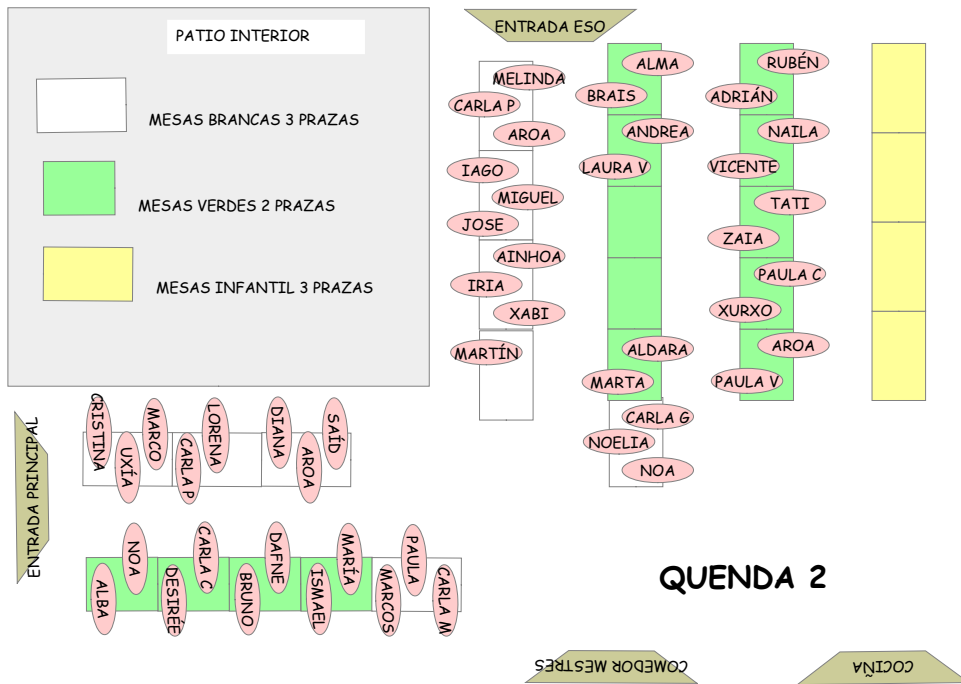 PATIO INTERIOR
MESAS BRANCAS 3 PRAZAS
MESAS VERDES 2 PRAZAS
MESAS INFANTIL 3 PRAZAS
ENTRADA ESO
MELINDA
CARLA P
AROA
IAGO
MIGUEL
JOSE
AINHOA
IRIA
XABI
MARTÍN
ALMA
BRAIS
ANDREA
LAURA V
ALDARA
MARTA
CARLA G
NOELIA
NOA
RUBÉN
ADRIÁN
NAILA
VICENTE
TATI
ZAIA
PAULA C
XURXO
AROA
PAULA V
ENTRADA PRINCIPAL
CRISTINA
UXÍA
MARCO
CARLA P
LORENA
DIANA
AROA
SAÍD
ALBA
NOA
DESIRÉE
CARLA C
BRUNO
DAFNE
ISMAEL
MARÍA
MARCOS
PAULA
CARLA M
QUENDA 2
COMEDOR MESTRES
COCIÑA